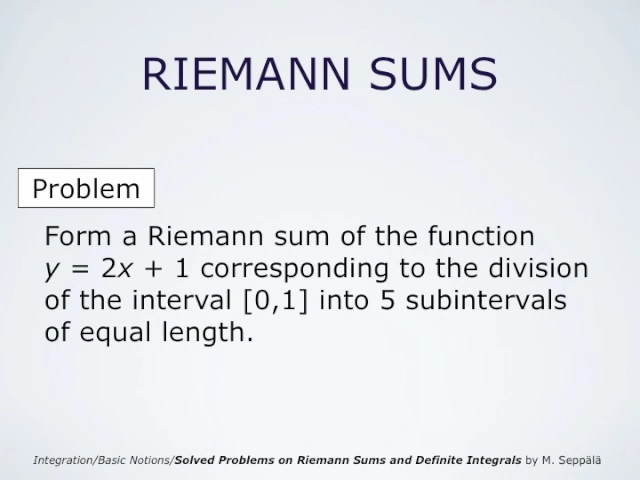 RIEMANN SUMS
Problem
Form a Riemann sum of the function
y = 2x + 1 corresponding to the division
of the interval [0,1] into 5 subintervals
of equal length.
Integration/Basic Notions/Solved Problems on Riemann Sums and Definite Integrals by M. Seppälä